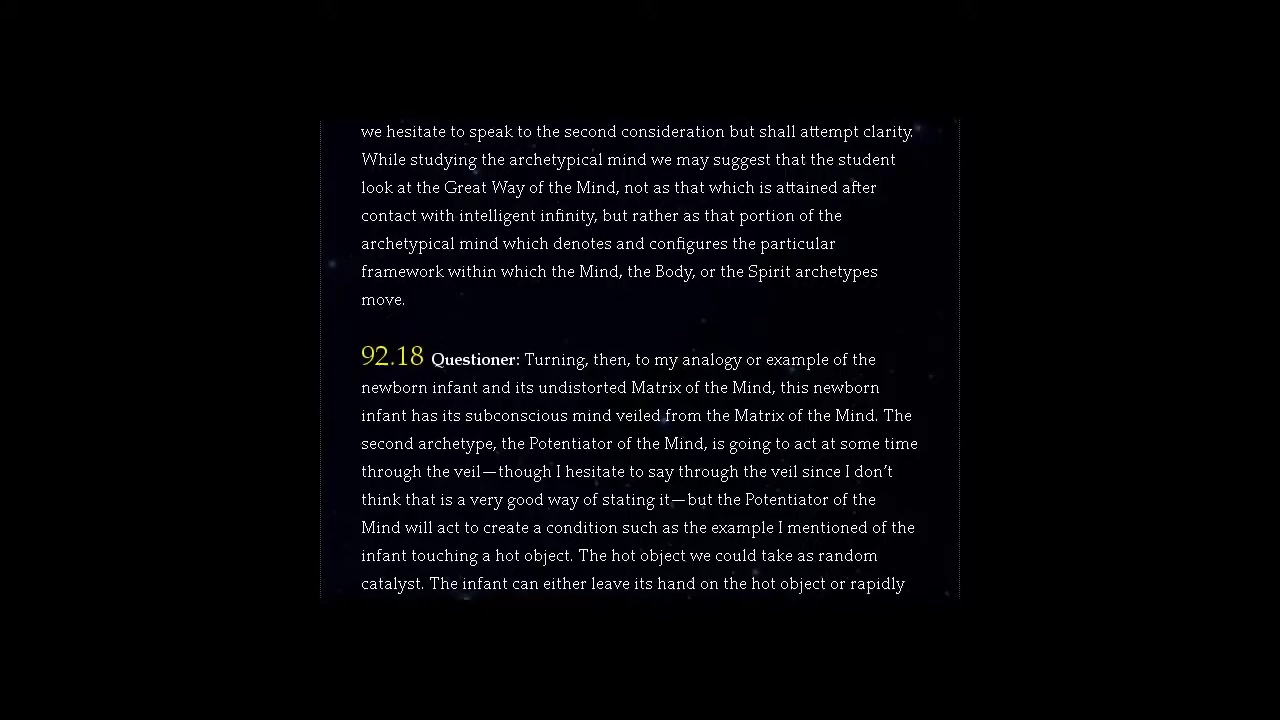 we hesitate to speak to the second consideration but shall attempt clarity.
While studying the archetypical mind we may suggest that the student
look at the Great Way of the Mind, not as that which is attained after
contact with intelligent infinity, but rather as that portion of the
archetypical mind which denotes and configures the particular
framework within which the Mind, the Body, or the Spirit archetypes
move.
92.18 Questioner: Turning, then, to my analogy or example of the
newborn infant and its undistorted Matrix of the Mind, this newborn
infant has its subconscious mind veiled from the Matrix of the Mind. The
second archetype, the Potentiator of the Mind, is going to act at some time
through the veil—though I hesitate to say through the veil since I don’t
think that is a very good way of stating it—but the Potentiator of the
Mind will act to create a condition such as the example I mentioned of the
infant touching a hot object. The hot object we could take as random
catalyst. The infant can either leave its hand on the hot object or rapidly